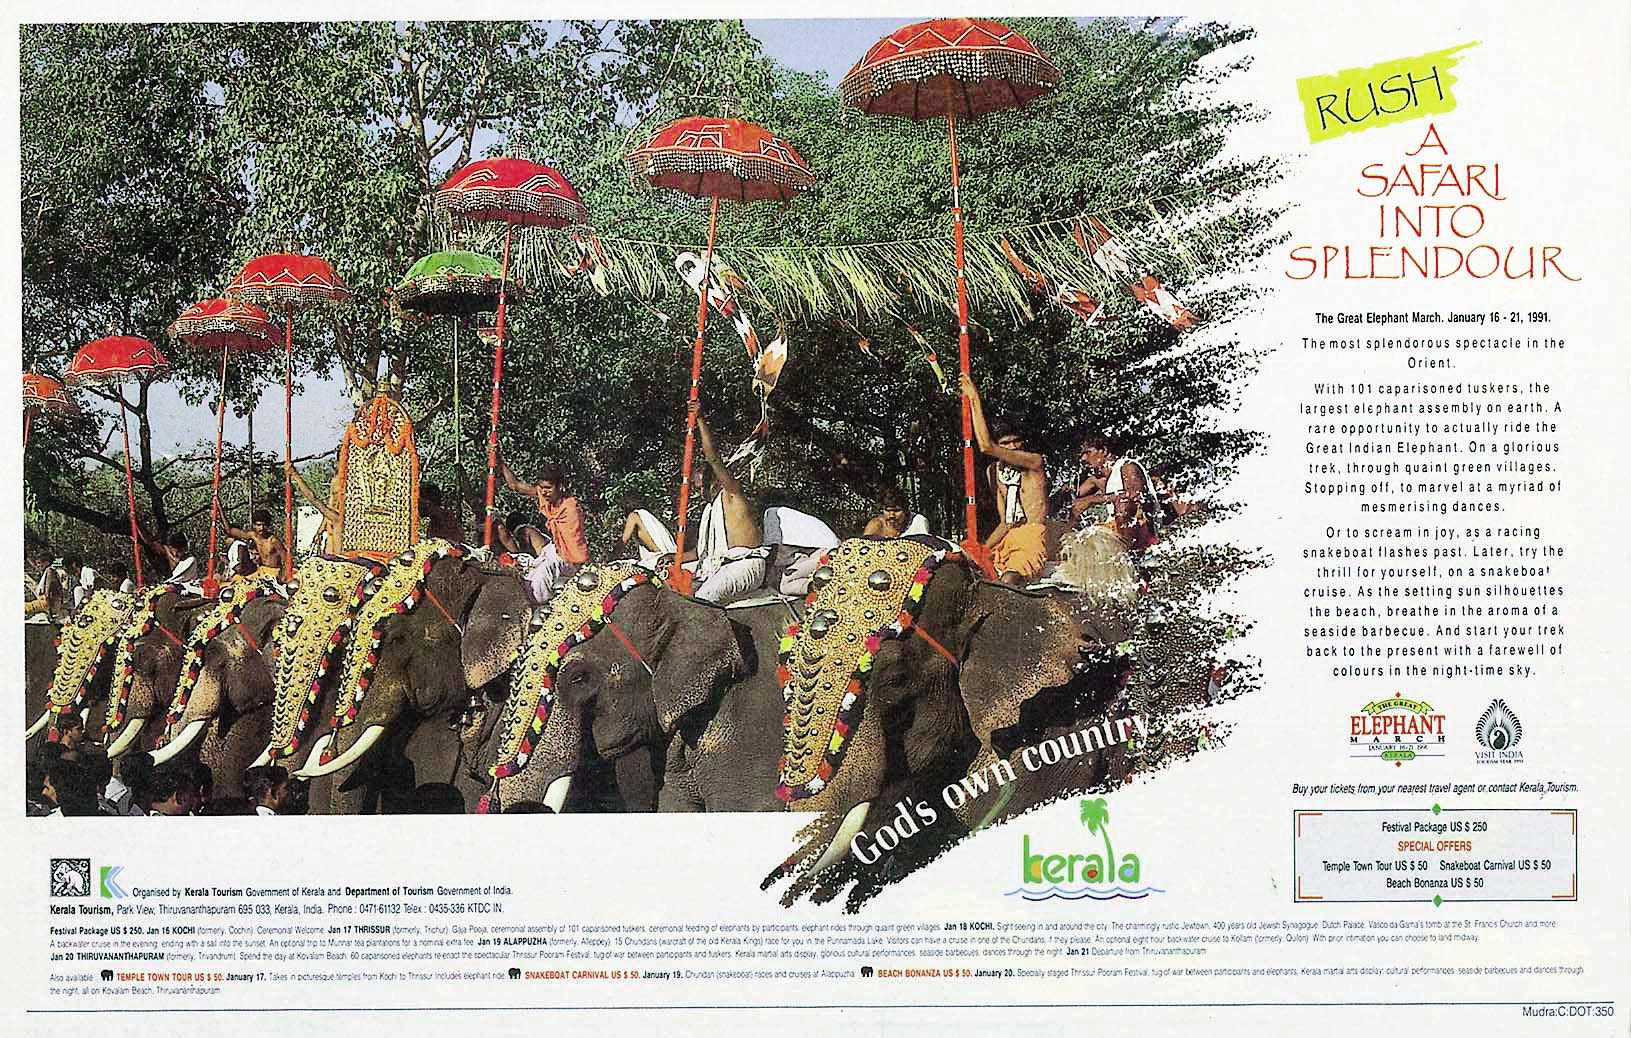 RUSH
A
SAFARI
INTO
SPLENDOUR
The Great Elephant March. January 16 - 21, 1991.
The most splendorous spectacle in the
Orient.
With 101 caparisoned tuskers, the
largest elephant assembly on earth. A
rare opportunity to actually ride the
Great Indian Elephant. On a glorious
trek, through quaint green villages.
Stopping off, to marvel at a myriad of
mesmerising dances.
Or to scream in joy, as a racing
snakeboat flashes past. Later, try the
thrill for yourself, on a snakeboat
cruise. As the setting sun silhouettes
the beach, breathe in the aroma of a
seaside barbecue. And start your trek
back to the present with a farewell of
colours in the night-time sky.
THE GREAT
ELEPHANT
MARCH
JANUARY 16-21 1991
KERALA
VISIT INDIA
TOURISM YEAR 1991
Buy your tickets from your nearest travel agent or contact Kerala Tourism.
Festival Package US $ 250
SPECIAL OFFERS
Temple Town Tour US $ 50 Snakeboat Carnival US $ 50
Beach Bonanza US $ 50
God's own country
kerala
Organised by Kerala Tourism Government of Kerala and Department of Tourism Government of India.
Kerala Tourism, Park View, Thiruvananthapuram 695 033, Kerala, India. Phone : 0471-61132 Telex : 0435-336 KTDC IN.
Festival Package US $ 250. Jan 16 KOCHI (formerly, Cochin). Ceremonial Welcome. Jan 17 THRISSUR (formerly, Trichur). Gaja Pooja, ceremonial assembly of 101 caparisoned tuskers, ceremonial feeding of elephants by participants, elephant rides through quaint green villages. Jan 18 KOCHI. Sightseeing in and around the city. The charmingly rustic Jewtown, 400 years old Jewish Synagogue, Dutch Palace, Vasco da Gama's tomb at the St. Francis Church and more.
A backwater cruise in the evening, ending with a sail into the sunset. An optional trip to Munnar tea plantations for a nominal extra fee. Jan 19 ALAPPUZHA (formerly, Alleppey). 15 Chundans (warcraft of the old Kerala Kings) race for you in the Punnamada Lake. Visitors can have a cruise in one of the Chundans, if they please. An optional eight hour backwater cruise to Kollam (formerly, Quilon). With prior intimation you can choose to land midway.
Jan 20 THIRUVANANTHAPURAM (formerly, Trivandrum). Spend the day at Kovalam Beach. 60 caparisoned elephants re-enact the spectacular Thrissur Pooram Festival, tug of war between participants and tuskers, Kerala martial arts display, glorious cultural performances, seaside barbecues, dances through the night. Jan 21 Departure from Thiruvananthapuram
Also available TEMPLE TOWN TOUR US $ 50. January 17. Takes in picturesque temples from Kochi to Thrissur. Includes elephant ride. SNAKEBOAT CARNIVAL US $ 50. January 19. Chundan (snakeboat) races and cruises at Alappuzha BEACH BONANZA US $ 50. January 20. Specially staged Thrissur Pooram Festival, tug of war between participants and elephants, Kerala martial arts display, cultural performances, seaside barbecues and dances through
the night, all on Kovalam Beach, Thiruvananthapuram.
Mudra:C:DOT:350